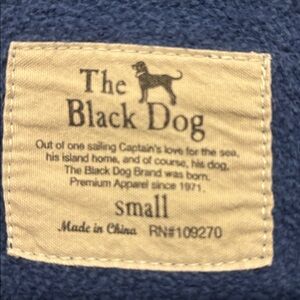 The
Black Dog
Out of one sailing Captain's love for the sea,
his island home, and of course, his dog,
The Black Dog Brand was born.
Premium Apparel since 1971.
small
Made in China RN#109270